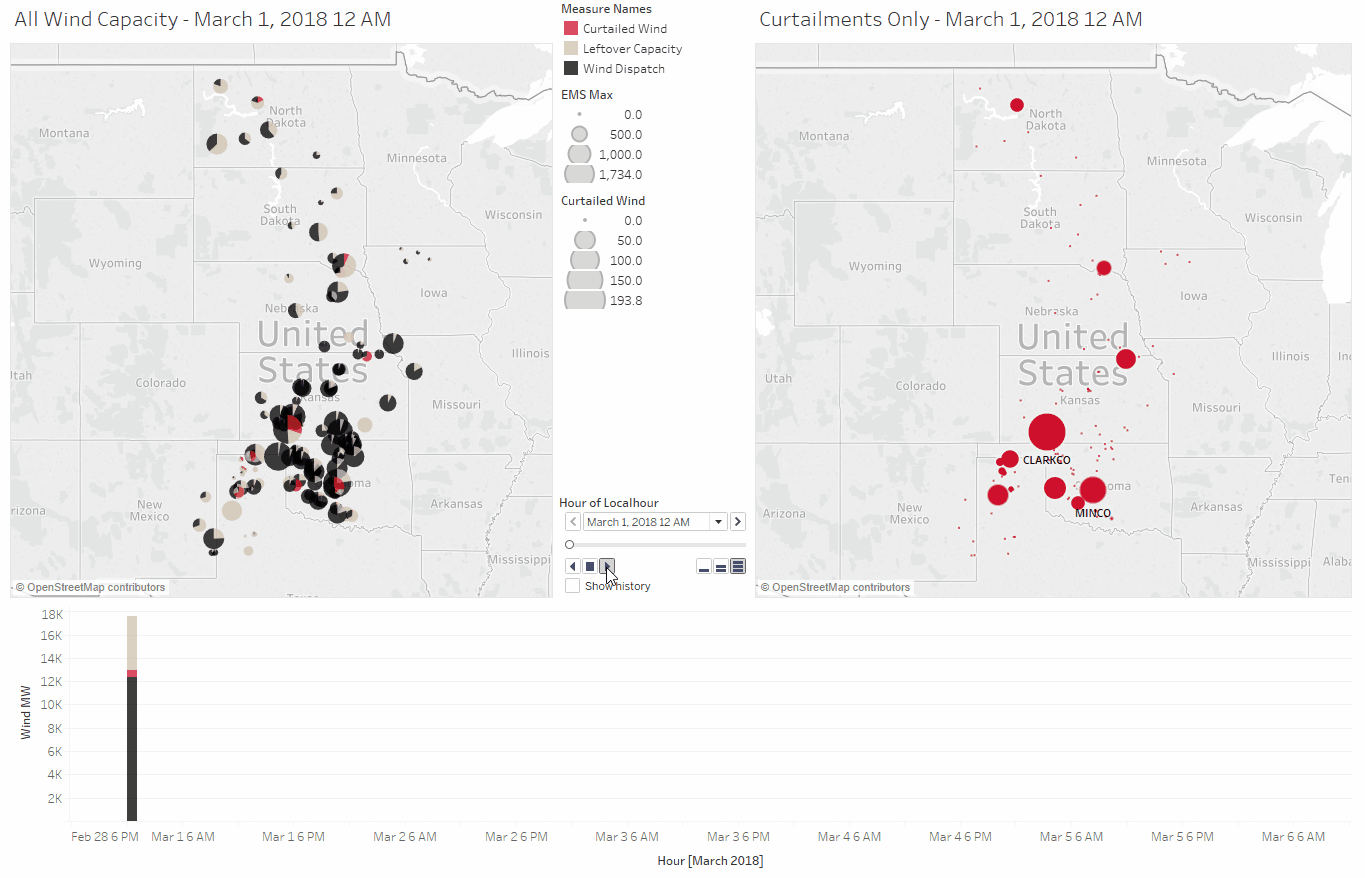 All Wind Capacity - March 1, 2018 12 AM
Montana
North
Dakota
Minnesota
South
Dakota
Wisconsin
Wyoming
Iowa
Nebraska
United
States
Illinois
Utah
Colorado
Kansas
Missouri
Arizona
New
Mexico
Arkansas
Mississippi
Texas
© OpenStreetMap contributors
Measure Names
Curtailed Wind
Leftover Capacity
Wind Dispatch
EMS Max
0.0
500.0
1,000.0
1,734.0
Curtailed Wind
0.0
50.0
100.0
150.0
193.8
Hour of Localhour
March 1, 2018 12 AM
Show history
Curtailments Only - March 1, 2018 12 AM
Montana
North
Dakota
Minnesota
South
Dakota
Wisconsin
Wyoming
Iowa
Nebraska
United
States
Illinois
Utah
Colorado
Kansas
Missouri
CLARKCO
MINCO
Arizona
New
Mexico
Arkansas
Mississippi
© OpenStreetMap contributors
Wind MW
18K
16K
14K
12K
10K
8K
6K
4K
2K
Feb 28 6 PM Mar 1 6 AM Mar 1 6 PM Mar 2 6 AM Mar 2 6 PM Mar 3 6 AM Mar 3 6 PM Mar 4 6 AM Mar 4 6 PM Mar 5 6 AM Mar 5 6 PM Mar 6 6 AM
Hour [March 2018]